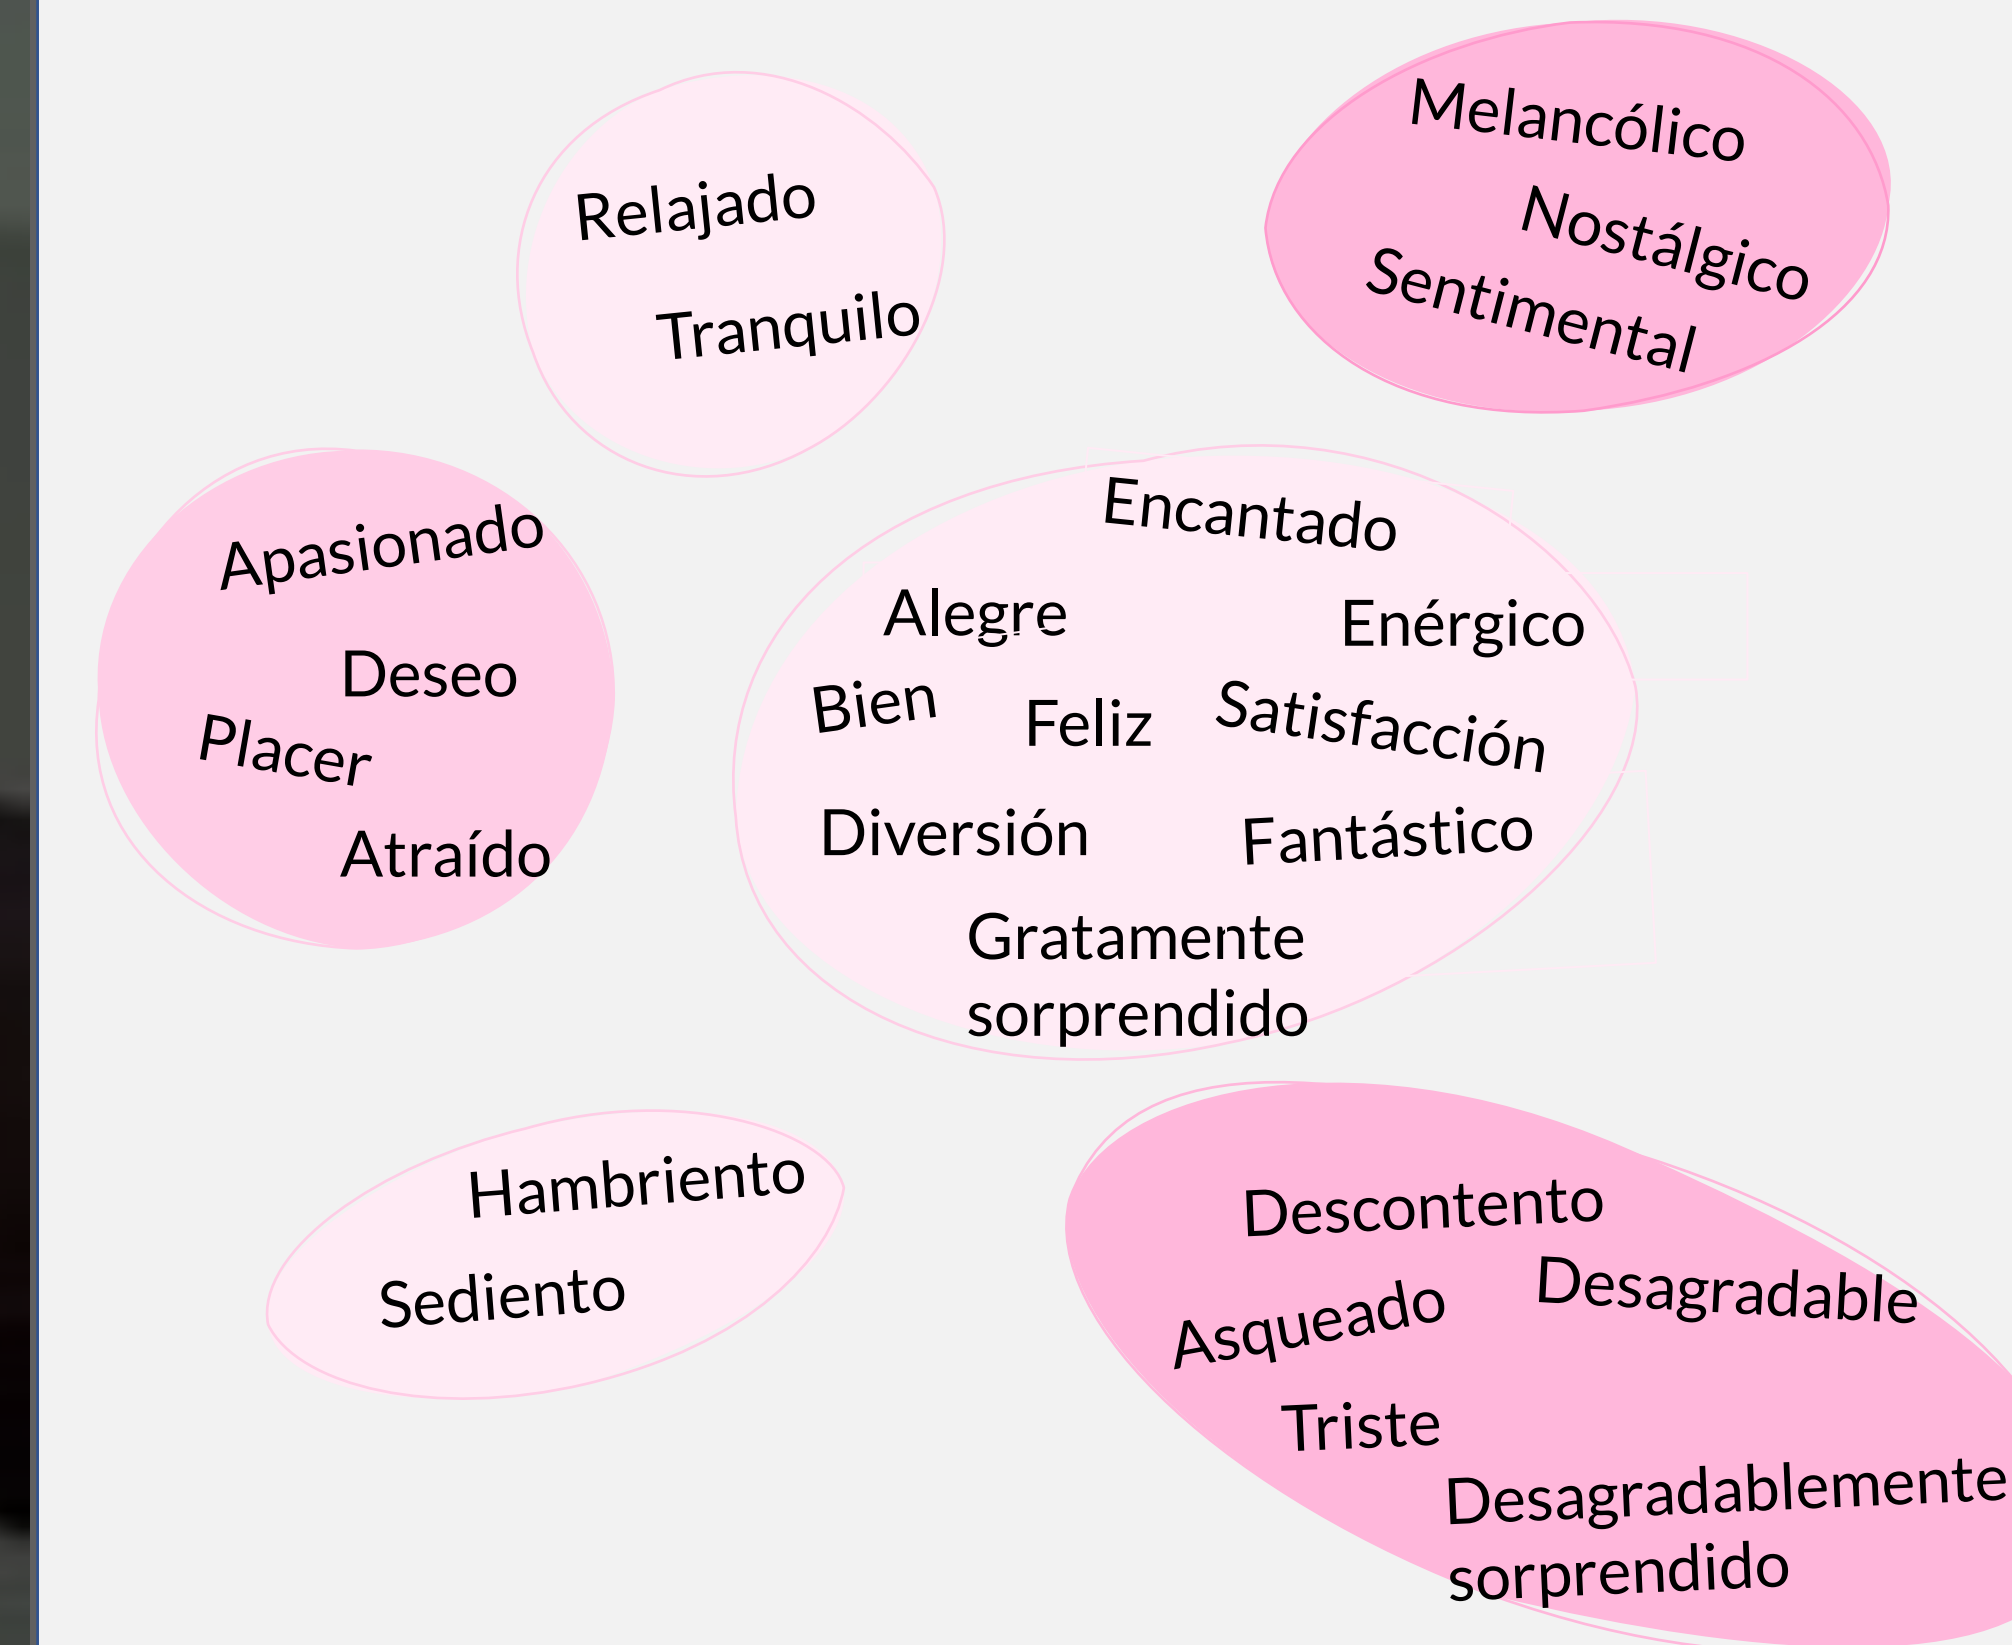 Relajado
Tranquilo
Melancólico
Nostálgico
Sentimental
Apasionado
Deseo
Placer
Atraído
Encantado
Alegre
Enérgico
Bien
Feliz
Satisfacción
Diversión
Fantástico
Gratamente
sorprendido
Hambriento
Sediento
Descontento
Desagradable
Asqueado
Triste
Desagradablemente
sorprendido